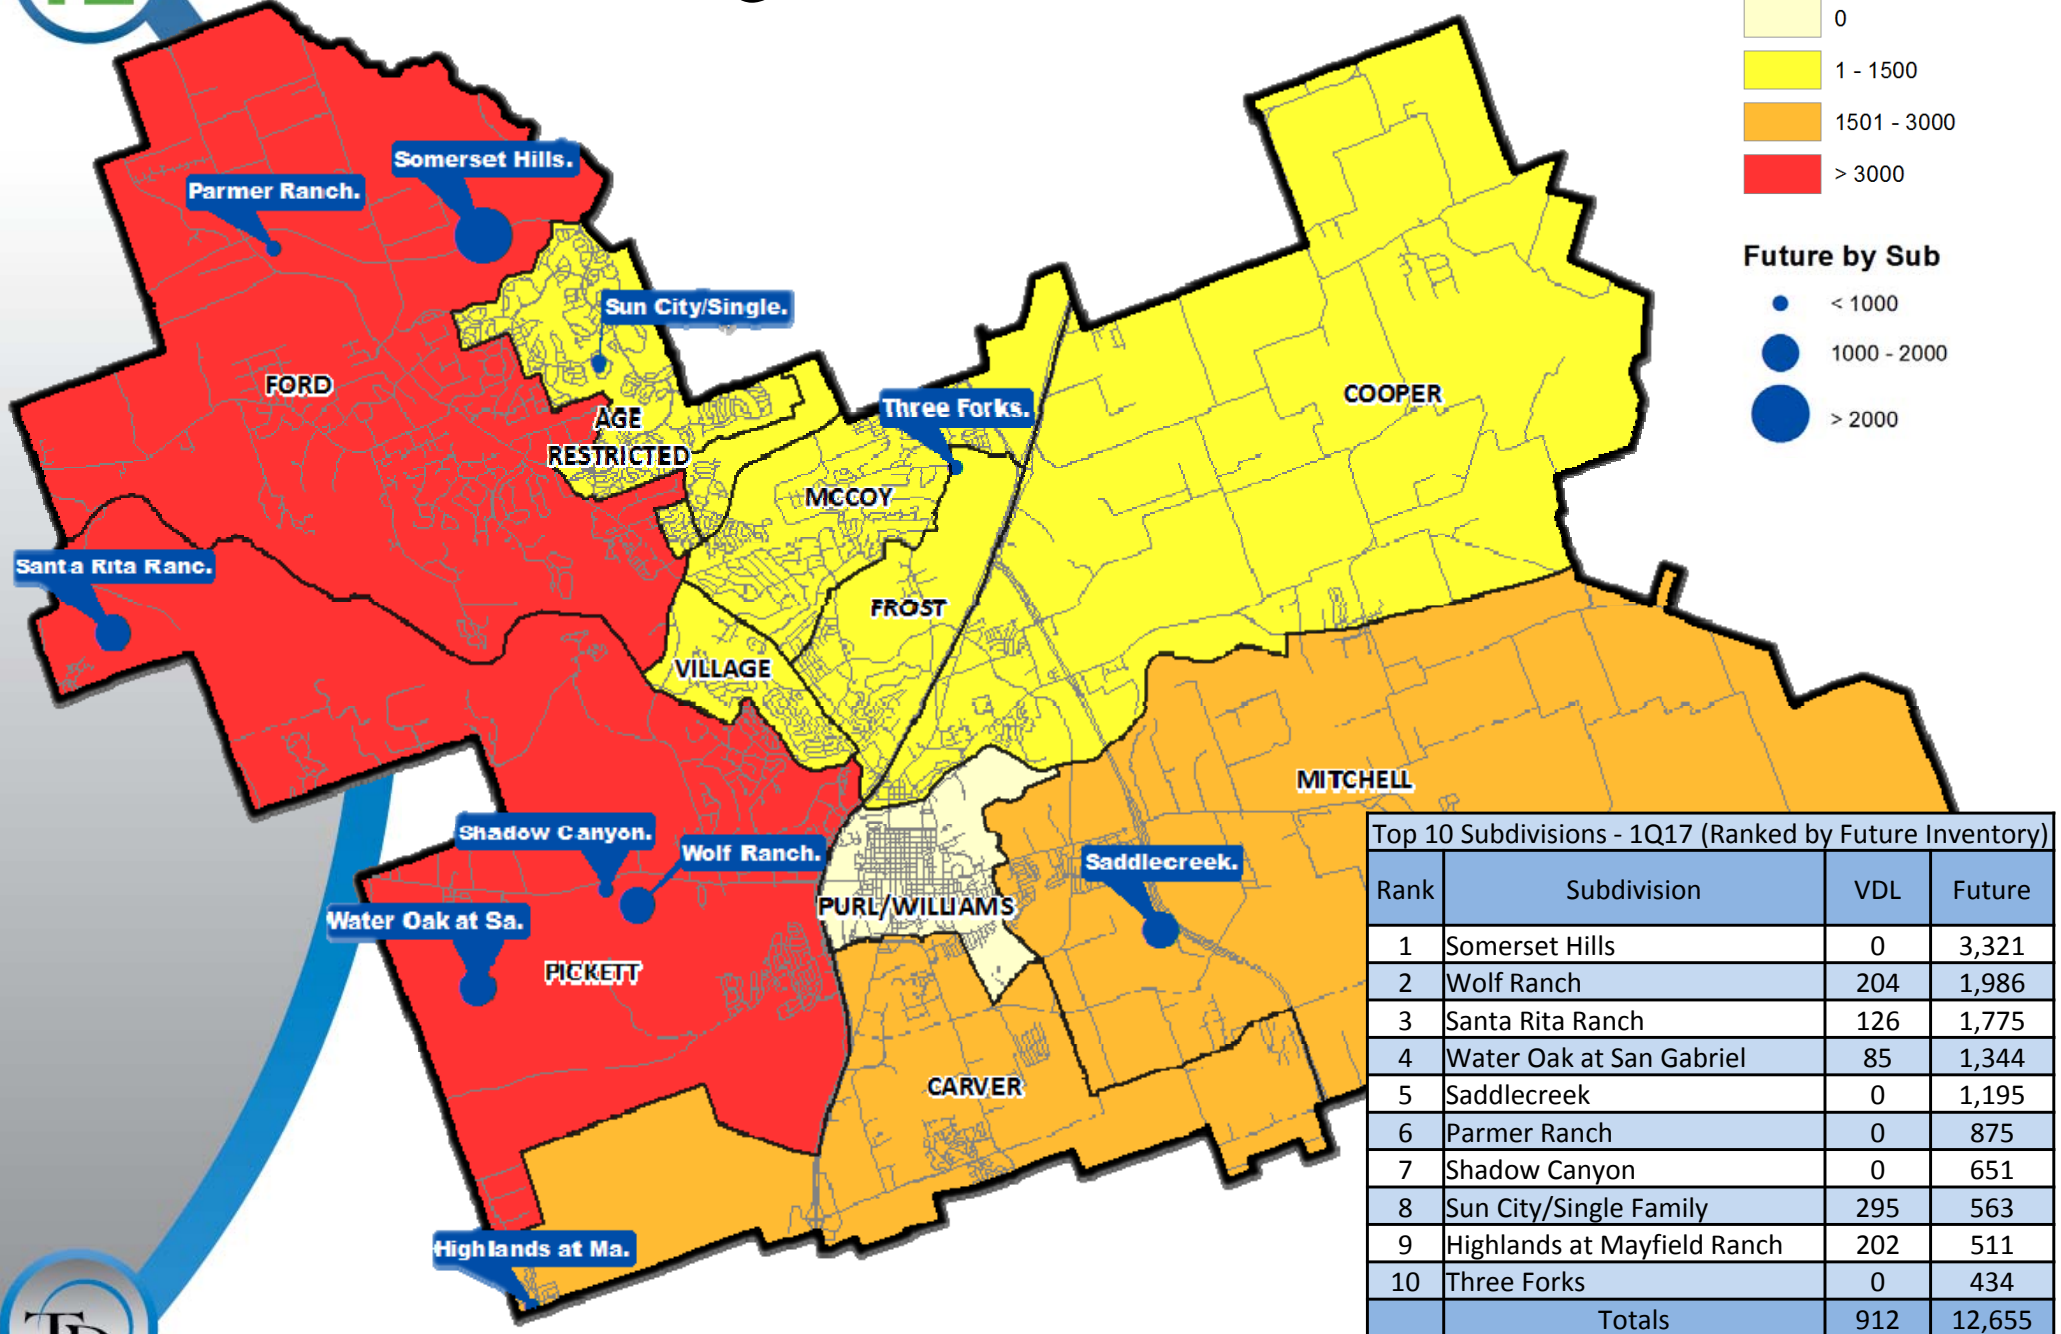 0
1 - 1500
1501 - 3000
> 3000
Future by Sub
< 1000
1000 - 2000
> 2000
Somerset Hills.
Parmer Ranch.
Sun City/Single.
FORD
COOPER
Three Forks.
AGE
RESTRICTED
MCCOY
Santa Rita Ranc.
FROST
VILLAGE
MITCHELL
Shadow Canyon.
Wolf Ranch.
Saddlecreek.
PURL/WILLIAMS
Water Oak at Sa.
PICKETT
CARVER
Highlands at Ma.
Top 10 Subdivisions - 1Q17 (Ranked by Future Inventory)
Rank Subdivision VDL Future
1 Somerset Hills 0 3,321
2 Wolf Ranch 204 1,986
3 Santa Rita Ranch 126 1,775
4 Water Oak at San Gabriel 85 1,344
5 Saddlecreek 0 1,195
6 Parmer Ranch 0 875
7 Shadow Canyon 0 651
8 Sun City/Single Family 295 563
9 Highlands at Mayfield Ranch 202 511
10 Three Forks 0 434
Totals 912 12,655